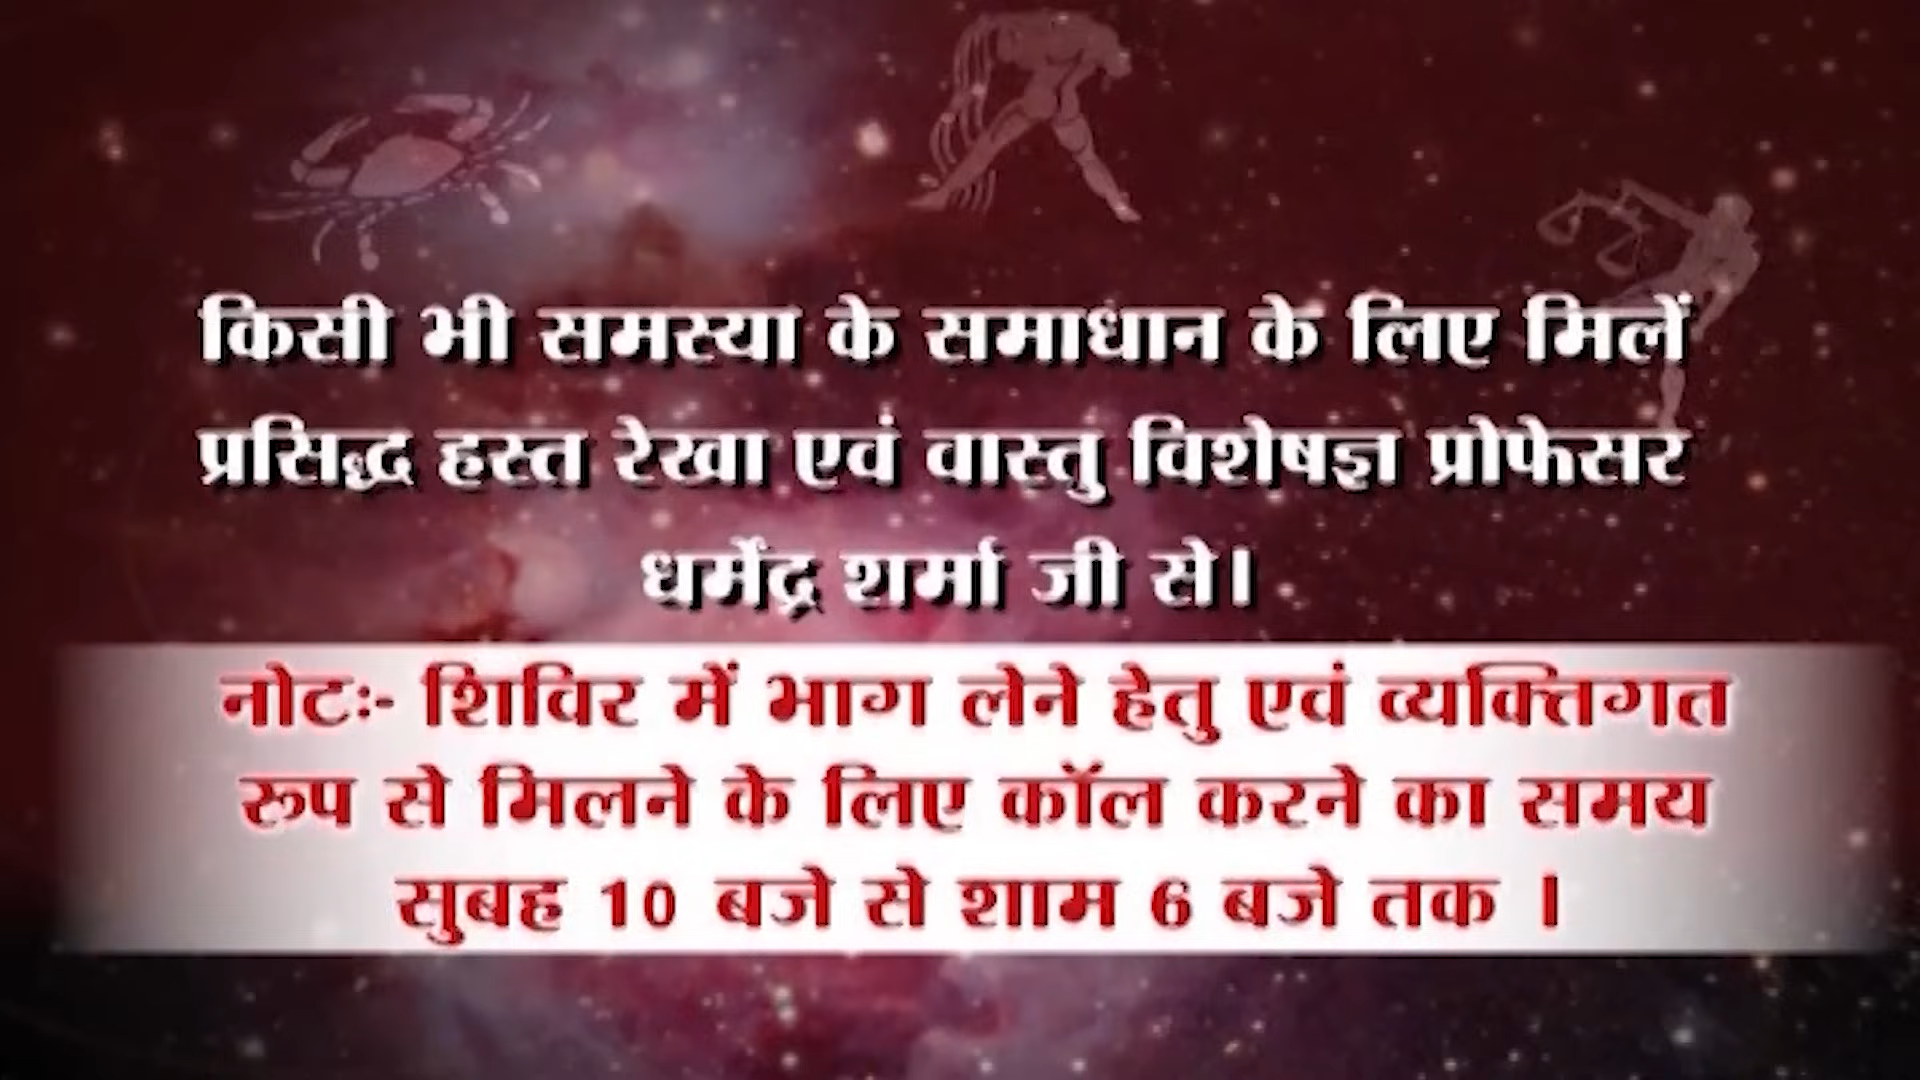 किसी भी समस्या के समाधान के लिए मिलें
प्रसिद्ध हस्त रेखा एवं वास्तु विशेषज्ञ प्रोफेसर
धर्मेंद्र शर्मा जी से।
नोटः- शिविर में भाग लेने हेतु एवं व्यक्तिगत
रूप से मिलने के लिए कॉल करने का समय
सुबह 10 बजे से शाम 6 बजे तक ।